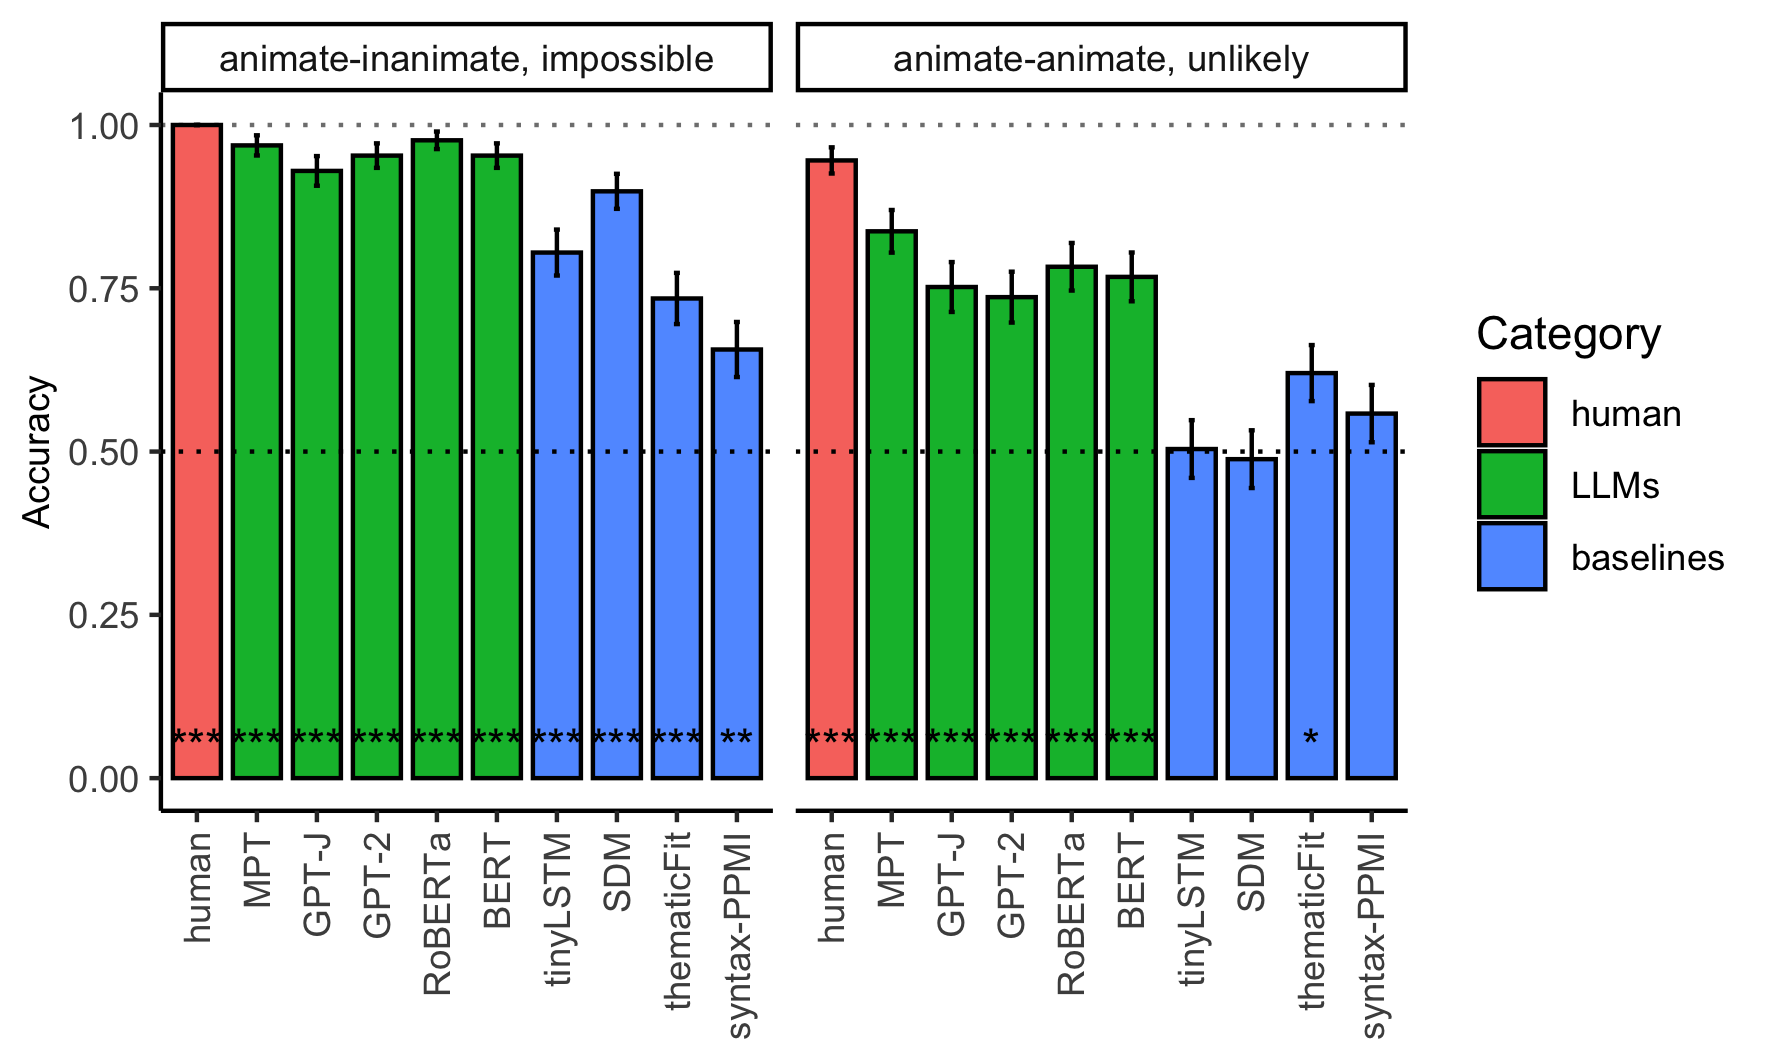 animate-inanimate, impossible
animate-animate, unlikely
Accuracy
1.00
0.75
0.50
0.25
0.00
*** *** *** *** *** *** *** *** *** **
*** *** *** *** *** *** *
human
MPT
GPT-J
GPT-2
RoBERTa
BERT
tinyLSTM
SDM
thematicFit
syntax-PPMI
human
MPT
GPT-J
GPT-2
RoBERTa
BERT
tinyLSTM
SDM
thematicFit
syntax-PPMI
Category
human
LLMs
baselines